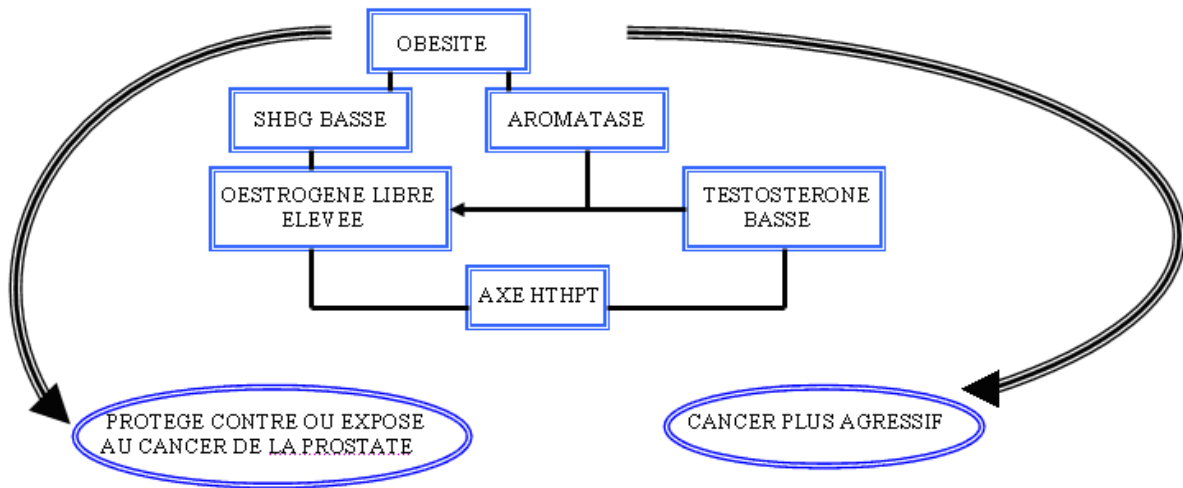 OBESITE
SHBG BASSE
AROMATASE
OESTROGENE LIBRE
ELEVEE
TESTOSTERONE
BASSE
AXE HTHPT
PROTEGE CONTRE OU EXPOSE
AU CANCER DE LA PROSTATE
CANCER PLUS AGRESSIF